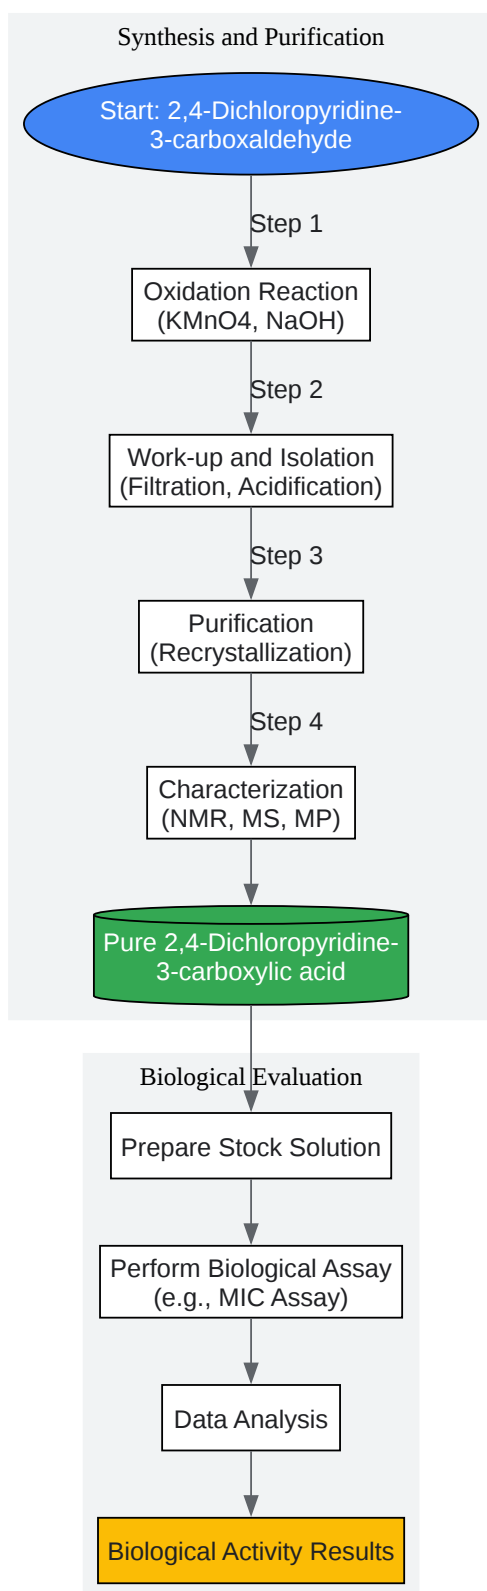 Synthesis and Purification
Start: 2,4-Dichloropyridine-
3-carboxaldehyde
Step 1
Oxidation Reaction
(KMnO4, NaOH)
Step 2
Work-up and Isolation
(Filtration, Acidification)
Step 3
Purification
(Recrystallization)
Step 4
Characterization
(NMR, MS, MP)
Pure 2,4-Dichloropyridine-
3-carboxylic acid
Biological Evaluation
Prepare Stock Solution
Perform Biological Assay
(e.g., MIC Assay)
Data Analysis
Biological Activity Results